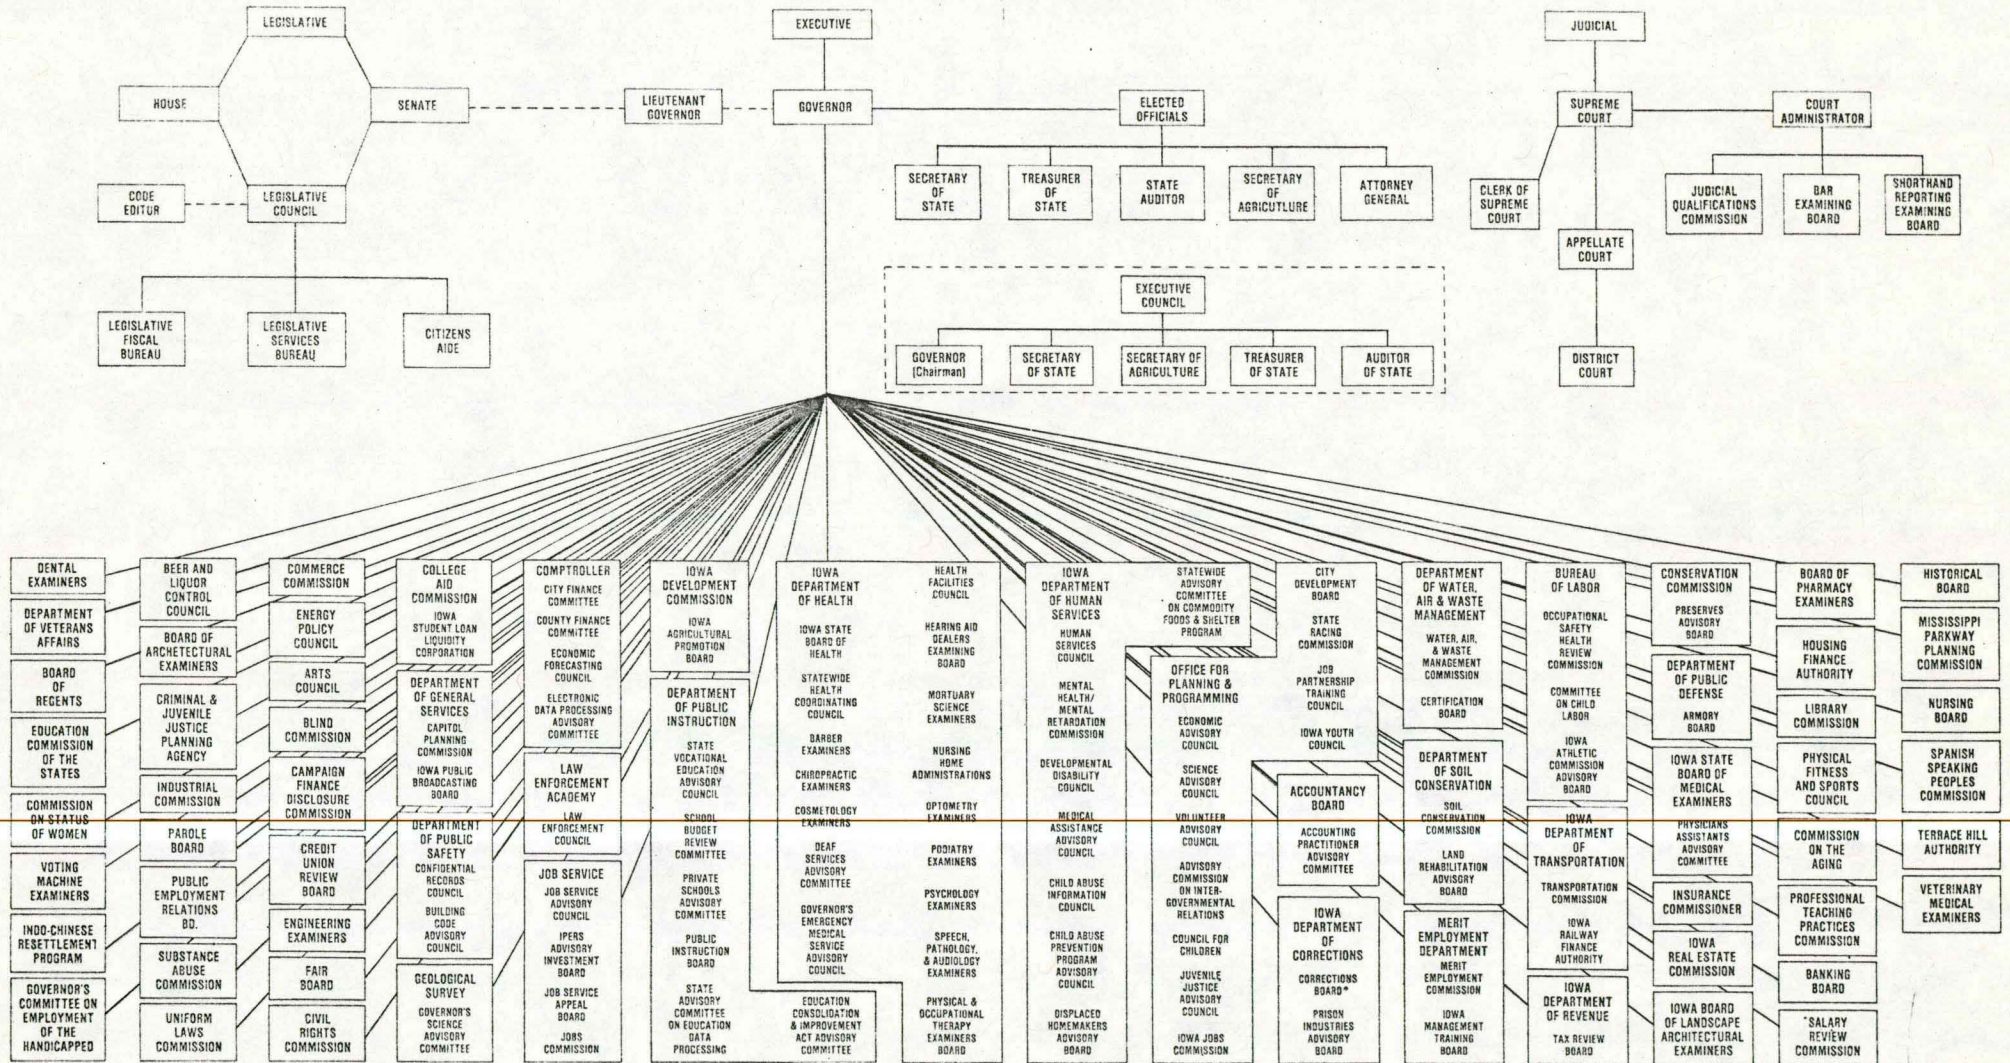 LEGISLATIVE
HOUSE
SENATE
CODE
EDITUR
LEGISLATIVE
COUNCIL
LEGISLATIVE
FISCAL
BUREAU
LEGISLATIVE
SERVICES
BUREAU
CITIZENS
AIDE
EXECUTIVE
LIEUTENANT
GOVERNOR
GOVERNOR
ELECTED
OFFICIALS
SECRETARY
OF
STATE
TREASURER
OF
STATE
STATE
AUDITOR
SECRETARY
OF
AGRICUTLURE
ATTORNEY
GENERAL
EXECUTIVE
COUNCIL
GOVERNOR
(Chairman)
SECRETARY
OF STATE
SECRETARY OF
AGRICULTURE
TREASURER
OF STATE
AUDITOR
OF STATE
JUDICIAL
SUPREME
COURT
COURT
ADMINISTRATOR
CLERK OF
SUPREME
COURT
JUDICIAL
QUALIFICATIONS
COMMISSION
BAR
EXAMINING
BOARD
SHORTHAND
REPORTING
EXAMINING
BOARD
APPELLATE
COURT
DISTRICT
COURT
DENTAL
EXAMINERS
DEPARTMENT
OF VETERANS
AFFAIRS
BOARD
OF
REGENTS
EDUCATION
COMMISSION
OF THE
STATES
COMMISSION
ON STATUS
OF WOMEN
VOTING
MACHINE
EXAMINERS
INDO-CHINESE
RESETTLEMENT
PROGRAM
GOVERNOR'S
COMMITTEE ON
EMPLOYMENT
OF THE
HANDICAPPED
BEER AND
LIQUOR
CONTROL
COUNCIL
BOARD OF
ARCHETECTURAL
EXAMINERS
CRIMINAL &
JUVENILE
JUSTICE
PLANNING
AGENCY
INDUSTRIAL
COMMISSION
PAROLE
BOARD
PUBLIC
EMPLOYMENT
RELATIONS
BD.
SUBSTANCE
ABUSE
COMMISSION
UNIFORM
LAWS
COMMISSION
COMMERCE
COMMISSION
ENERGY
POLICY
COUNCIL
ARTS
COUNCIL
BLIND
COMMISSION
CAMPAIGN
FINANCE
DISCLOSURE
COMMISSION
CREDIT
UNION
REVIEW
BOARD
ENGINEERING
EXAMINERS
FAIR
BOARD
CIVIL
RIGHTS
COMMISSION
COLLEGE
AID
COMMISSION
IOWA
STUDENT LOAN
LIQUIDITY
CORPORATION
DEPARTMENT
OF GENERAL
SERVICES
CAPITOL
PLANNING
COMMISSION
IOWA PUBLIC
BROADCASTING
BOARD
DEPARTMENT
OF PUBLIC
SAFETY
CONFIDENTIAL
RECORDS
COUNCIL
BUILDING
CODE
ADVISORY
COUNCIL
GEOLOGICAL
SURVEY
GOVERNOR'S
SCIENCE
ADVISORY
COMMITTEE
COMPTROLLER
CITY FINANCE
COMMITTEE
COUNTY FINANCE
COMMITTEE
ECONOMIC
FORECASTING
COUNCIL
ELECTRONIC
DATA PROCESSING
ADVISORY
COMMITTEE
LAW
ENFORCEMENT
ACADEMY
LAW
ENFORCEMENT
COUNCIL
JOB SERVICE
JOB SERVICE
ADVISORY
COUNCIL
IPERS
ADVISORY
INVESTMENT
BOARD
JOB SERVICE
APPEAL
BOARD
JOBS
COMMISSION
IOWA
DEVELOPMENT
COMMISSION
IOWA
AGRICULTURAL
PROMOTION
BOARD
DEPARTMENT
OF PUBLIC
INSTRUCTION
STATE
VOCATIONAL
EDUCATION
ADVISORY
COUNCIL
SCHOOL
BUDGET
REVIEW
COMMITTEE
PRIVATE
SCHOOLS
ADVISORY
COMMITTEE
PUBLIC
INSTRUCTION
BOARD
STATE
ADVISORY
COMMITTEE
ON EDUCATION
DATA
PROCESSING
EDUCATION
CONSOLIDATION
& IMPROVEMENT
ACT ADVISORY
COMMITTEE
IOWA
DEPARTMENT
OF HEALTH
IOWA STATE
BOARD OF
HEALTH
STATEWIDE
HEALTH
COORDINATING
COUNCIL
BARBER
EXAMINERS
CHIROPRACTIC
EXAMINERS
COSMETOLOGY
EXAMINERS
DEAF
SERVICES
ADVISORY
COMMITTEE
GOVERNOR'S
EMERGENCY
MEDICAL
SERVICE
ADVISORY
COUNCIL
HEALTH
FACILITIES
COUNCIL
HEARING AID
DEALERS
EXAMINING
BOARD
MORTUARY
SCIENCE
EXAMINERS
NURSING
HOME
ADMINISTRATIONS
OPTOMETRY
EXAMINERS
PODIATRY
EXAMINERS
PSYCHOLOGY
EXAMINERS
SPEECH,
PATHOLOGY,
& AUDIOLOGY
EXAMINERS
PHYSICAL &
OCCUPATIONAL
THERAPY
EXAMINERS
BOARD
IOWA
DEPARTMENT
OF HUMAN
SERVICES
HUMAN
SERVICES
COUNCIL
MENTAL
HEALTH/
MENTAL
RETARDATION
COMMISSION
DEVELOPMENTAL
DISABILITY
COUNCIL
MEDICAL
ASSISTANCE
ADVISORY
COUNCIL
CHILD ABUSE
INFORMATION
COUNCIL
CHILD ABUSE
PREVENTION
PROGRAM
ADVISORY
COUNCIL
DISPLACED
HOMEMAKERS
ADVISORY
BOARD
STATEWIDE
ADVISORY
COMMITTEE
ON COMMODITY
FOODS & SHELTER
PROGRAM
OFFICE FOR
PLANNING &
PROGRAMMING
ECONOMIC
ADVISORY
COUNCIL
SCIENCE
ADVISORY
COUNCIL
VOLUNTEER
ADVISORY
COUNCIL
ADVISORY
COMMISSION
ON INTER-
GOVERNMENTAL
RELATIONS
COUNCIL FOR
CHILDREN
JUVENILE
JUSTICE
ADVISORY
COUNCIL
IOWA JOBS
COMMISSION
CITY
DEVELOPMENT
BOARD
STATE
RACING
COMMISSION
JOB
PARTNERSHIP
TRAINING
COUNCIL
IOWA YOUTH
COUNCIL
ACCOUNTANCY
BOARD
ACCOUNTING
PRACTITIONER
ADVISORY
COMMITTEE
IOWA
DEPARTMENT
OF
CORRECTIONS
CORRECTIONS
BOARD*
PRISON
INDUSTRIES
ADVISORY
BOARD
DEPARTMENT
OF WATER,
AIR & WASTE
MANAGEMENT
WATER, AIR,
& WASTE
MANAGEMENT
COMMISSION
CERTIFICATION
BOARD
DEPARTMENT
OF SOIL
CONSERVATION
SOIL
CONSERVATION
COMMISSION
LAND
REHABILITATION
ADVISORY
BOARD
MERIT
EMPLOYMENT
DEPARTMENT
MERIT
EMPLOYMENT
COMMISSION
IOWA
MANAGEMENT
TRAINING
BOARD
BUREAU
OF LABOR
OCCUPATIONAL
SAFETY
HEALTH
REVIEW
COMMISSION
COMMITTEE
ON CHILD
LABOR
IOWA
ATHLETIC
COMMISSION
ADVISORY
BOARD
IOWA
DEPARTMENT
OF
TRANSPORTATION
TRANSPORTATION
COMMISSION
IOWA
RAILWAY
FINANCE
AUTHORITY
IOWA
DEPARTMENT
OF REVENUE
TAX REVIEW
BOARD
CONSERVATION
COMMISSION
PRESERVES
ADVISORY
BOARD
DEPARTMENT
OF PUBLIC
DEFENSE
ARMORY
BOARD
IOWA STATE
BOARD OF
MEDICAL
EXAMINERS
PHYSICIANS
ASSISTANTS
ADVISORY
COMMITTEE
INSURANCE
COMMISSIONER
IOWA
REAL ESTATE
COMMISSION
IOWA BOARD
OF LANDSCAPE
ARCHITECTURAL
EXAMINERS
BOARD OF
PHARMACY
EXAMINERS
HOUSING
FINANCE
AUTHORITY
LIBRARY
COMMISSION
PHYSICAL
FITNESS
AND SPORTS
COUNCIL
COMMISSION
ON THE
AGING
PROFESSIONAL
TEACHING
PRACTICES
COMMISSION
BANKING
BOARD
*SALARY
REVIEW
COMMISSION
HISTORICAL
BOARD
MISSISSIPPI
PARKWAY
PLANNING
COMMISSION
NURSING
BOARD
SPANISH
SPEAKING
PEOPLES
COMMISSION
TERRACE HILL
AUTHORITY
VETERINARY
MEDICAL
EXAMINERS